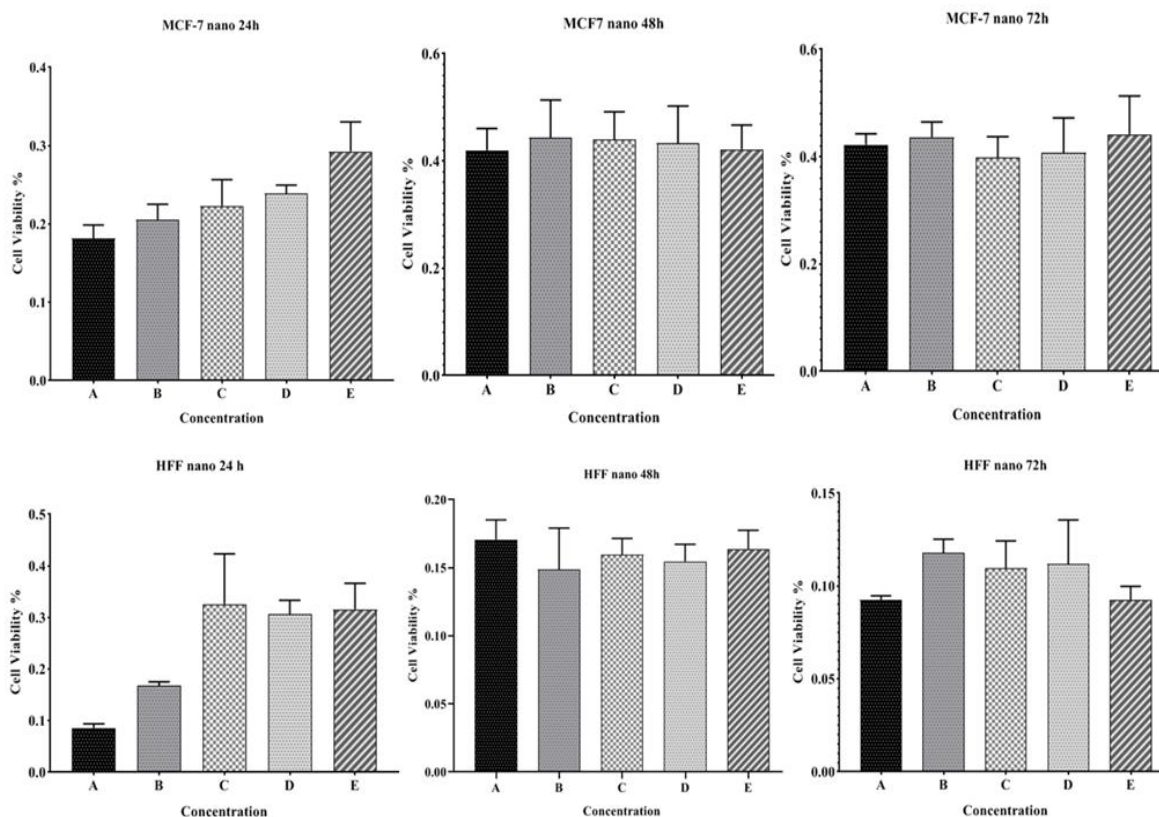 MCF-7 nano 24h
Cell Viability %
0.4
0.3
0.2
0.1
0.0
A B C D E
Concentration
MCF7 nano 48h
Cell Viability %
0.6
0.4
0.2
0.0
A B C D E
Concentration
MCF-7 nano 72h
Cell Viability %
0.6
0.4
0.2
0.0
A B C D E
Concentration
HFF nano 24 h
Cell Viability %
0.5
0.4
0.3
0.2
0.1
0.0
A B C D E
Concentration
HFF nano 48h
Cell Viability %
0.20
0.15
0.10
0.05
0.00
A B C D E
Concentration
HFF nano 72h
Cell Viability %
0.15
0.10
0.05
0.00
A B C D E
Concentration